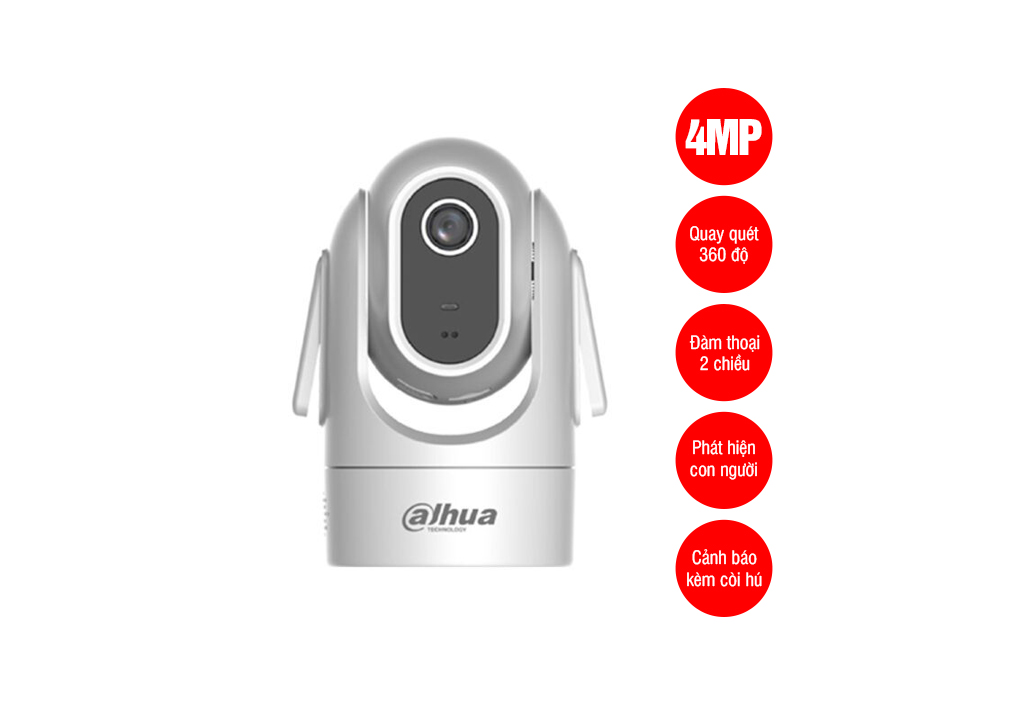 alhua
TECHNOLOGY
4MP
Quay quét
360 độ
Đàm thoại
2 chiều
Phát hiện
con người
Cảnh báo
kèm còi hú